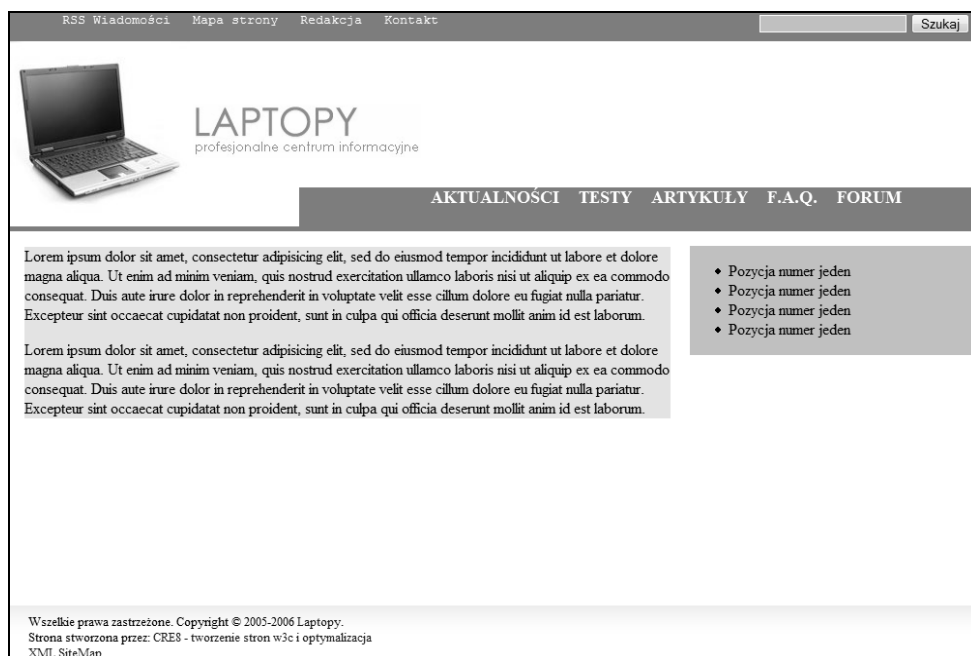 RSS Wiadomości Mapa strony Redakcja Kontakt
Szukaj
LAPTOPY
profesjonalne centrum informacyjne
AKTUALNOŚCI TESTY ARTYKUŁY F.A.Q. FORUM
Lorem ipsum dolor sit amet, consectetur adipisicing elit, sed do eiusmod tempor incididunt ut labore et dolore
magna aliqua. Ut enim ad minim veniam, quis nostrud exercitation ullamco laboris nisi ut aliquip ex ea commodo
consequat. Duis aute irure dolor in reprehenderit in voluptate velit esse cillum dolore eu fugiat nulla pariatur.
Excepteur sint occaecat cupidatat non proident, sunt in culpa qui officia deserunt mollit anim id est laborum.
Lorem ipsum dolor sit amet, consectetur adipisicing elit, sed do eiusmod tempor incididunt ut labore et dolore
magna aliqua. Ut enim ad minim veniam, quis nostrud exercitation ullamco laboris nisi ut aliquip ex ea commodo
consequat. Duis aute irure dolor in reprehenderit in voluptate velit esse cillum dolore eu fugiat nulla pariatur.
Excepteur sint occaecat cupidatat non proident, sunt in culpa qui officia deserunt mollit anim id est laborum.
Pozycja numer jeden
Pozycja numer jeden
Pozycja numer jeden
Pozycja numer jeden
Wszelkie prawa zastrzeżone. Copyright © 2005-2006 Laptopy.
Strona stworzona przez: CRE8 - tworzenie stron w3c i optymalizacja
XML SiteMap